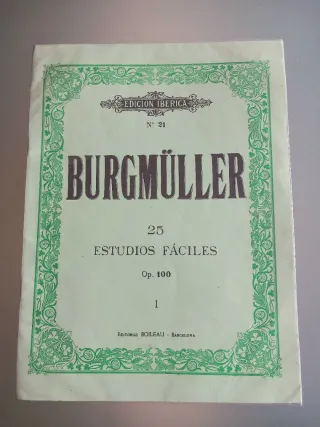 EDICION IBERICA
Nº 21
BURGMÜLLER
25
ESTUDIOS FÁCILES
Op. 100
I
EDITORIAL BOILEAU - BARCELONA